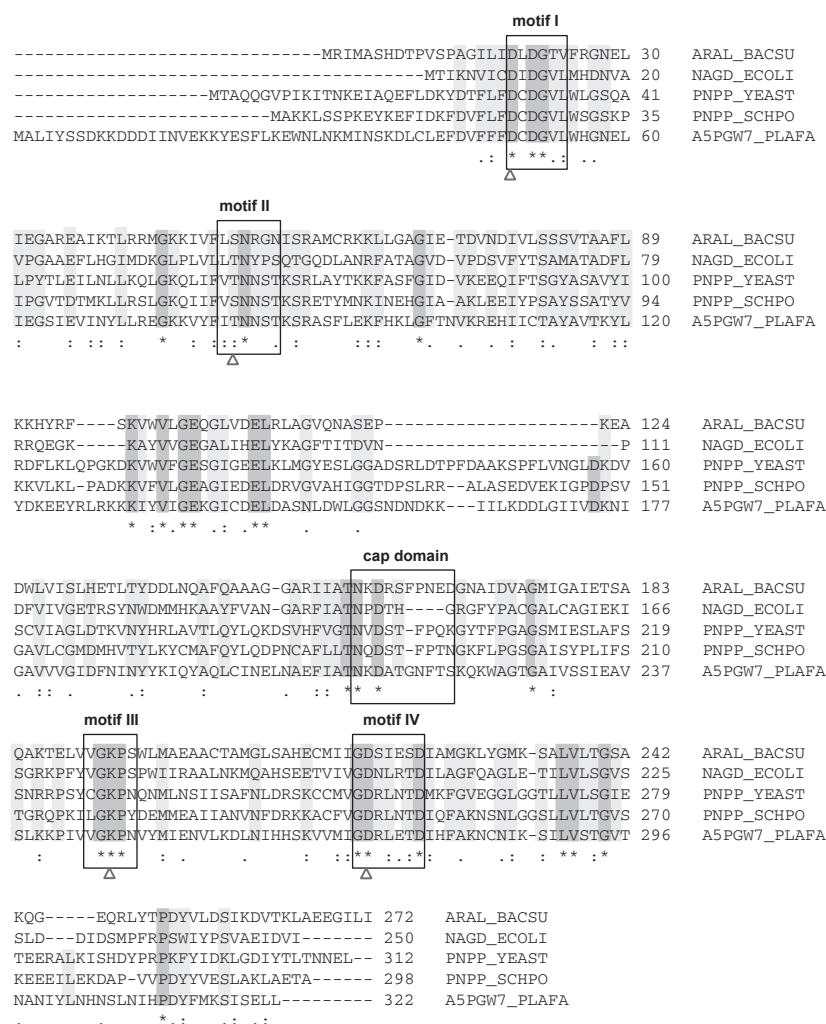 motif I
--------------------------MRIMASHDTPVSPAGILIDLDGTVFRGNEL 30 ARAL_BACSU
----------------------------------MTIKNVICDIDGVLMHDNVA 20 NAGD_ECOLI
----------------MTAQQGVPIKITNKEIAQEFLDKYDTFLFDCDGVLWLGSQA 41 PNPP_YEAST
---------------------MAKKLSSPKEYKEFIDKFDVFLFDCDGVLWSGSKP 35 PNPP_SCHPO
MALIYSSDKKDDDIINVEKKYESFLKEWNLNKMINSKDLCLEFDVFFFDCDGVLWHGNEL 60 A5PGW7_PLAFA
.: * **.: ..
motif II
IEGAREAIKTLRRMGKKIVFLSNRGNISRAMCRKKLLGAGIE-TDVNDIVLSSSVTAAFL 89 ARAL_BACSU
VPGAAEFLHGIMDKGLPLVLLTNYPSQTGQDLANRFATAGVD-VPDSVFYTSAMATADFL 79 NAGD_ECOLI
LPYTLEILNLLKQLGKQLIFVTNNSTKSRLAYTKKFASFGID-VKEEQIFTSGYASAVYI 100 PNPP_YEAST
IPGVTDTMKLLRSLGKQIIFVSNNSTKSRETYMNKINEHGIA-AKLEEIYPSAYSSATYV 94 PNPP_SCHPO
IEGSIEVINYLLREGKKVYFITNNSTKSRASFLEKFHKLGFTNVKREHIICTAYAVTKYL 120 A5PGW7_PLAFA
: : :: : * : :::* . : ::: : *. . . :. : ::
KKHYRF----SKVWVLGEQGLVDELRLAGVQNASEP--------------------KEA 124 ARAL_BACSU
RRQEGK-----KAYVVGEGALIHELYKAGFTITDVN----------------------P 111 NAGD_ECOLI
RDFLKLQPGKDKVWVFGESGIGEELKLMGYESLGGADSRLDTPFDAAKSPFLVNGLDKDV 160 PNPP_YEAST
KKVLKL-PADKKVFVLGEAGIEDELDRVGVAHIGGTDPSLRR--ALASEDVEKIGPDPSV 151 PNPP_SCHPO
YDKEEYRLRKKKIYVIGEKGICDELDASNLDWLGGSNDNDKK---IILKDDLGIIVDKNI 177 A5PGW7_PLAFA
* :*.** .: .** . .
cap domain
DWLVISLHETLTYDDLNQAFQAAAG-GARIIATNKDRSFPNEDGNAIDVAGMIGAIETSA 183 ARAL_BACSU
DFVIVGETRSYNWDMMHKAAYFVAN-GARFIATNPDTH----GRGFYPACGALCAGIEKI 166 NAGD_ECOLI
SCVIAGLDTKVNYHRLAVTLQYLQKDSVHFVGTNVDST-FPQKGYTFPGAGSMIESLAFS 219 PNPP_YEAST
GAVLCGMDMHVTYLKYCMAFQYLQDPNCAFLLTNQDST-FPTNGKFLPGSGAISYPLIFS 210 PNPP_SCHPO
GAVVVGIDFNINYYKIQYAQLCINELNAEFIATNKDATGNFTSKQKWAGTGAIVSSIEAV 237 A5PGW7_PLAFA
. :: . .: : . :: ** * * :
motif III motif IV
QAKTELVVGKPSWLMAEAACTAMGLSAHECMIIGDSIESDIAMGKLYGMK-SALVLTGSA 242 ARAL_BACSU
SGRKPFYVGKPSPWIIRAALNKMQAHSEETVIVGDNLRTDILAGFQAGLE-TILVLSGVS 225 NAGD_ECOLI
SNRRPSYCGKPNQNMLNSIISAFNLDRSKCCMVGDRLNTDMKFGVEGGLGGTLLVLSGIE 279 PNPP_YEAST
TGRQPKILGKPYDEMMEAIIANVNFDRKKACFVGDRLNTDIQFAKNSNLGGSLLVLTGVS 270 PNPP_SCHPO
SLKKPIVVGKPNVYMIENVLKDLNIHHSKVVMIGDRLETDIHFAKNCNIK-SILVSTGVT 296 A5PGW7_PLAFA
: *** : . . : ::** :.:*: . .: : ** :*
KQG-----EQRLYTPDYVLDSIKDVTKLAEEGILI 272 ARAL_BACSU
SLD---DIDSMPFRPSWIYPSVAEIDVI------- 250 NAGD_ECOLI
TEERALKISHDYPRPKFYIDKLGDIYTLTNNEL-- 312 PNPP_YEAST
KEEEILEKDAP-VVPDYYVESLAKLAETA------ 298 PNPP_SCHPO
NANIYLNHNSLNIHPDYFMKSISELL--------- 322 A5PGW7_PLAFA
. *.: .: .: